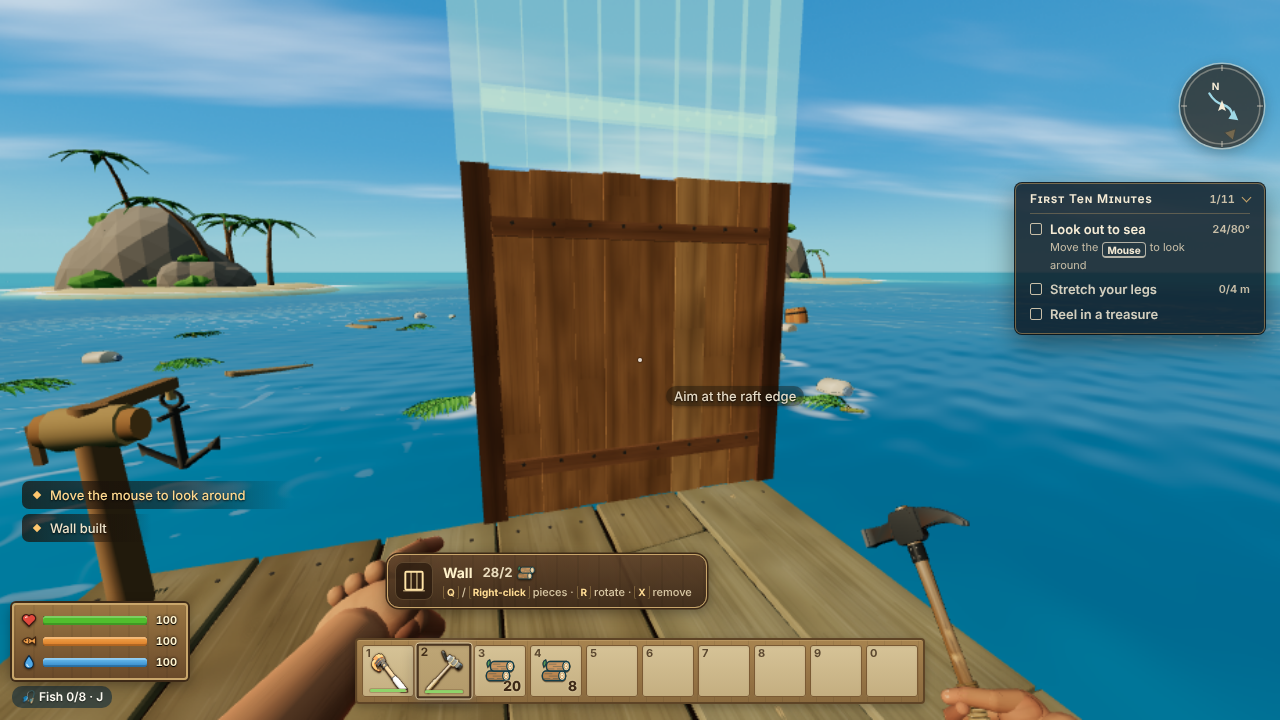 N
First Ten Minutes 1/11
Look out to sea 24/80°
Move the Mouse to look
around
Stretch your legs 0/4 m
Reel in a treasure
Aim at the raft edge
Move the mouse to look around
Wall built
Wall 28/2
Q / Right-click pieces · R rotate · X remove
100
100
100
Fish 0/8 · J
1 2 3 4 5 6 7 8 9 0
20 8